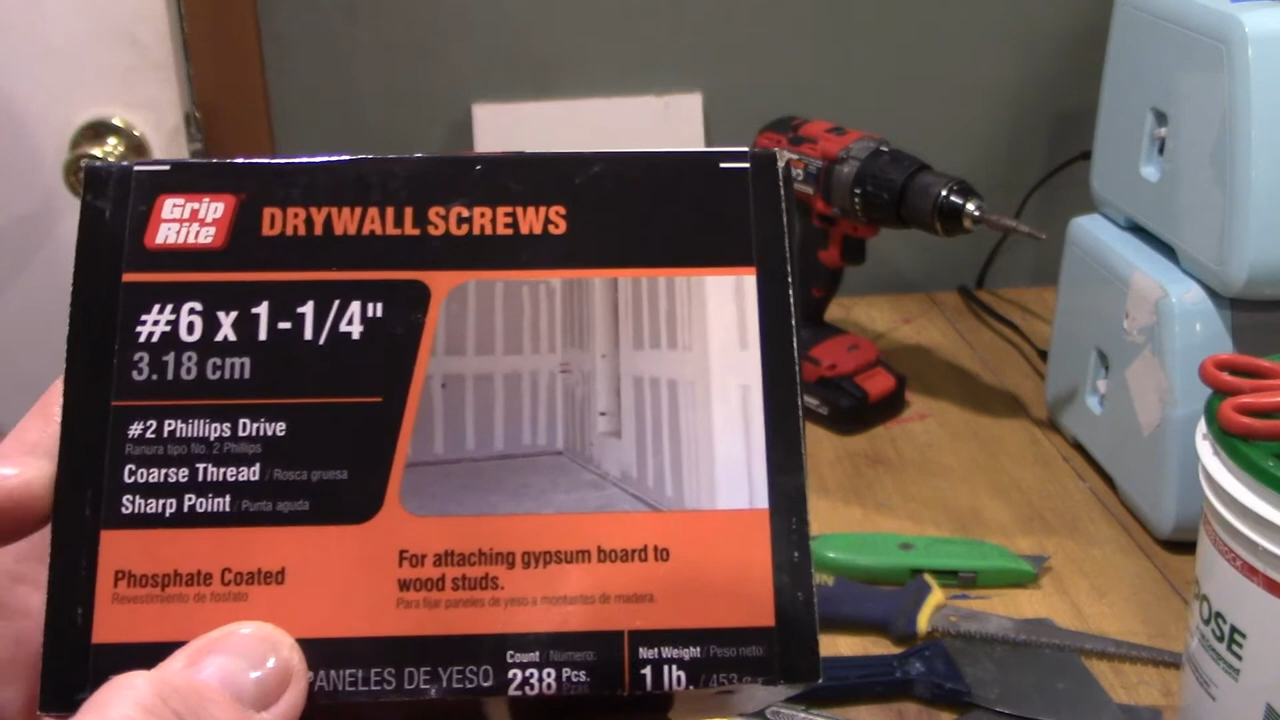 Grip
Rite
DRYWALL SCREWS
#6 x 1-1/4"
3.18 cm
#2 Phillips Drive
Ranura tipo No. 2 Phillips
Coarse Thread / Rosca gruesa
Sharp Point / Punta aguda
Phosphate Coated
Revestimiento de fosfato
For attaching gypsum board to
wood studs.
Para fijar paneles de yeso a montantes de madera.
PANELES DE YESO
Count / Número:
238 Pcs.
Pzas.
Net Weight / Peso neto:
1 lb. / 453 g
POSE